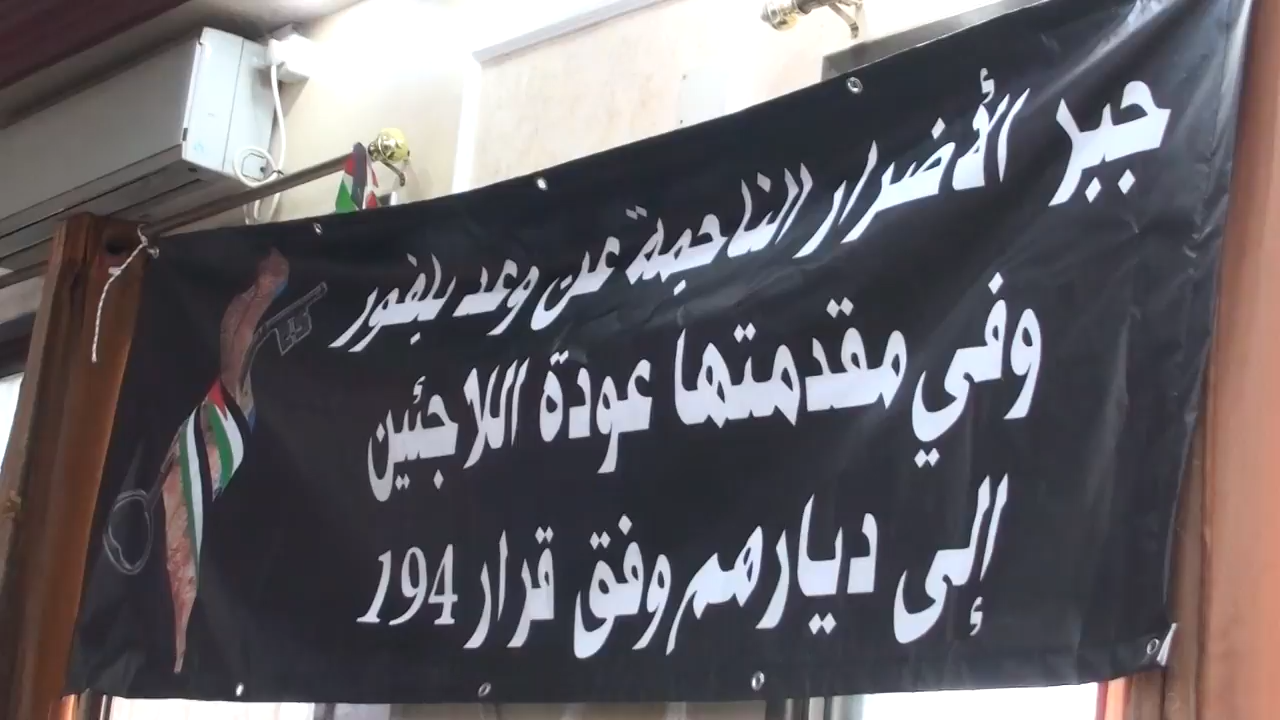 جبر الأضرار الناجمة عن وعد بلفور
وفي مقدمتها عودة اللاجئين
إلى ديارهم وفق قرار 194